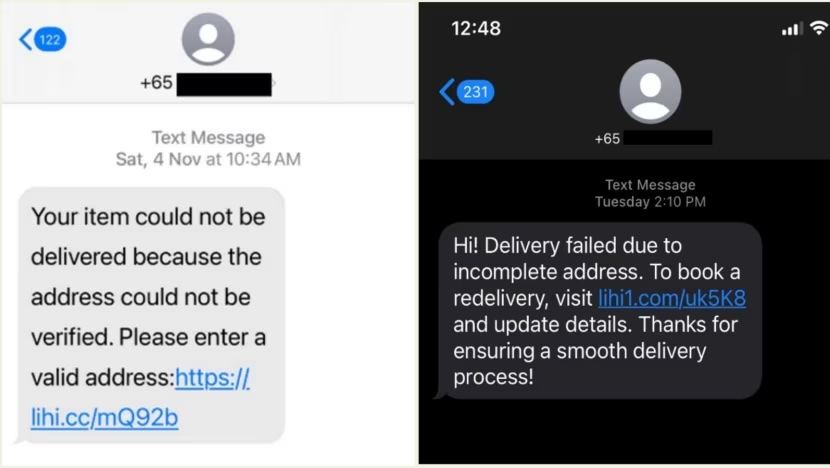 122
+65
Text Message
Sat, 4 Nov at 10:34 AM
Your item could not be
delivered because the
address could not be
verified. Please enter a
valid address:https://
lihi.cc/mQ92b
12:48
231
+65
Text Message
Tuesday 2:10 PM
Hi! Delivery failed due to
incomplete address. To book a
redelivery, visit lihi1.com/uk5K8
and update details. Thanks for
ensuring a smooth delivery
process!